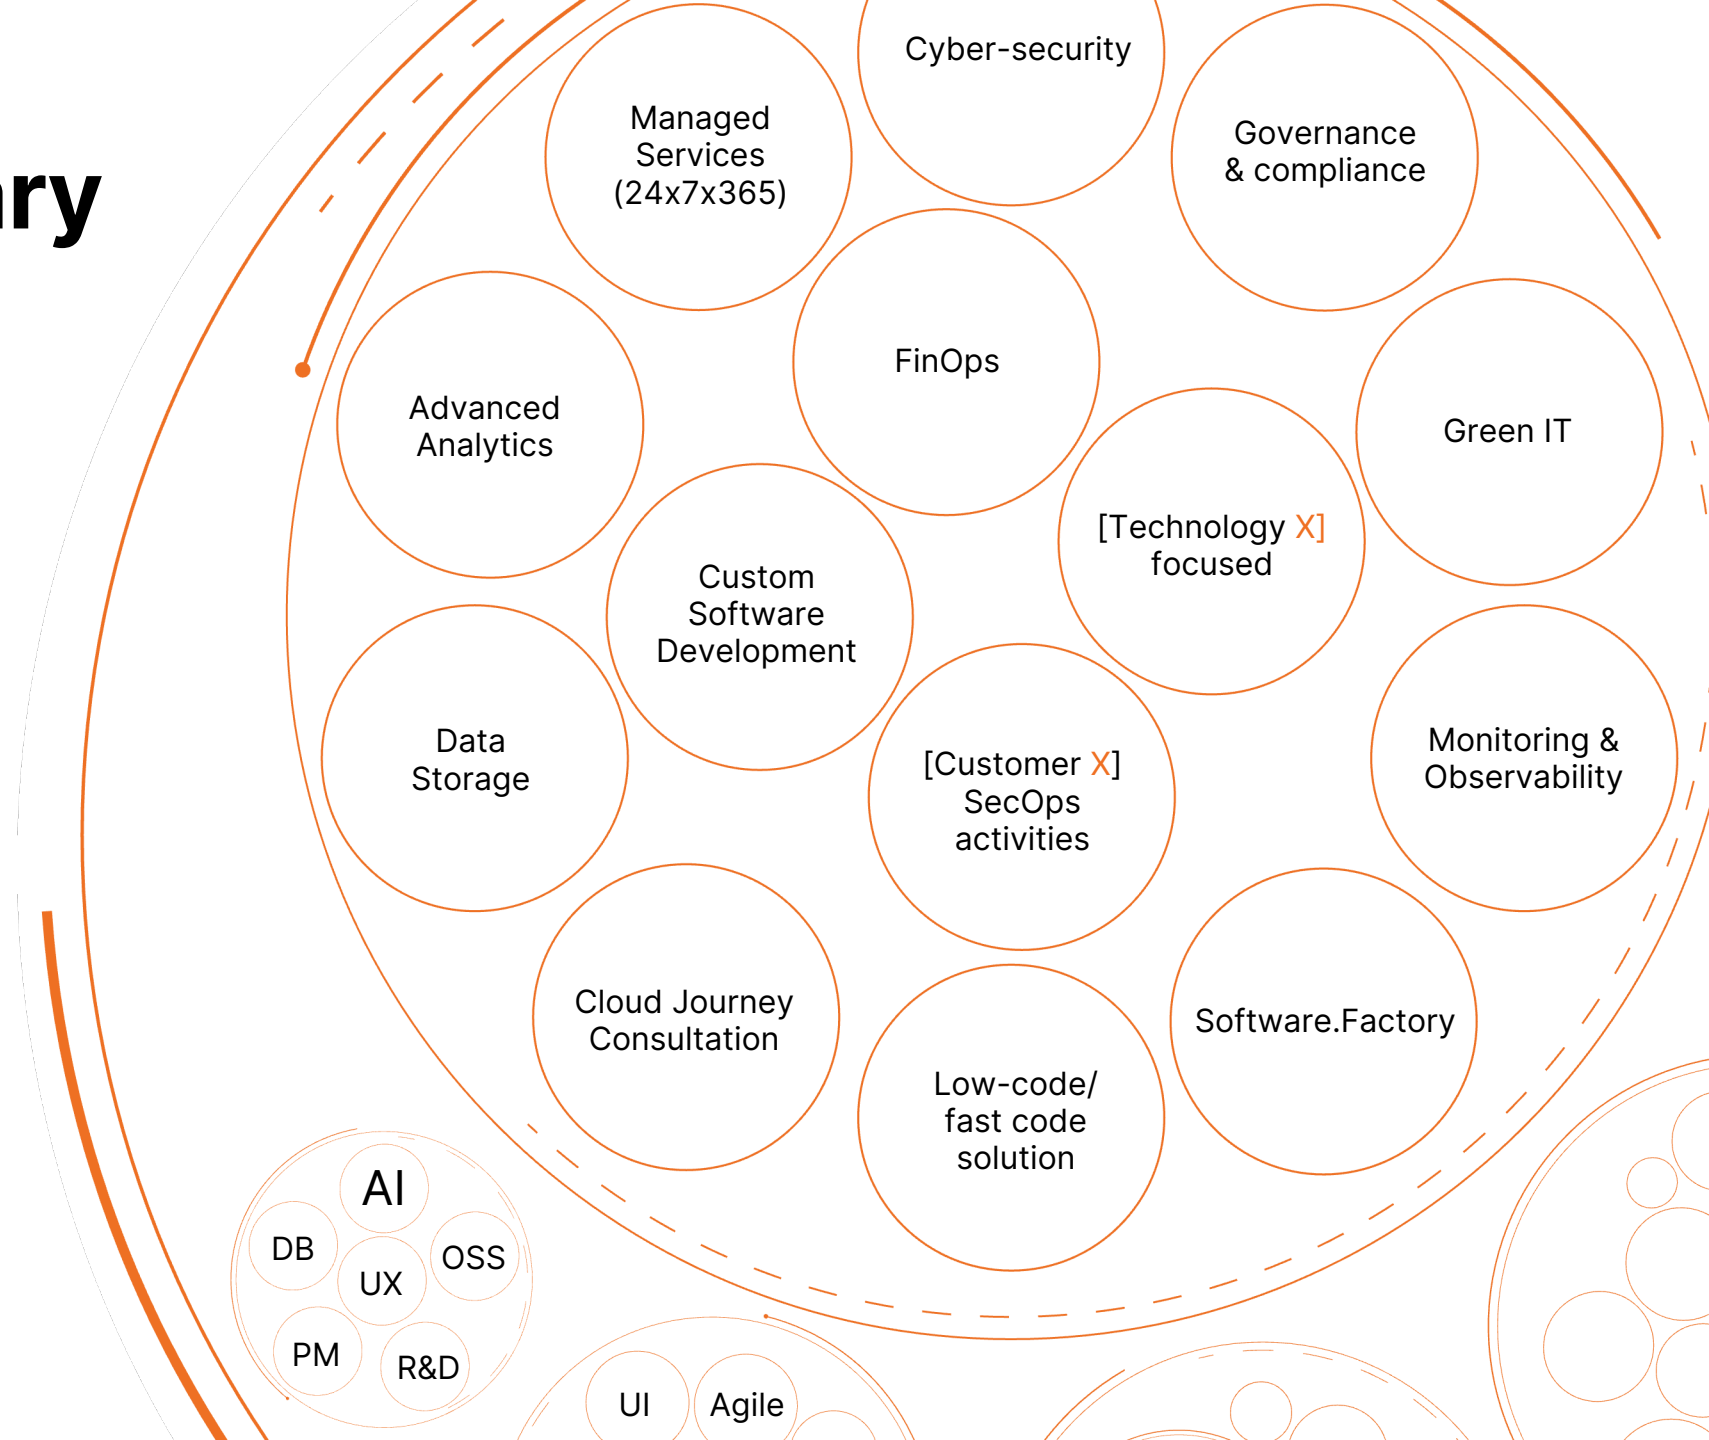 ary
Cyber-security
Managed
Services
(24x7x365)
Governance
& compliance
FinOps
Advanced
Analytics
Green IT
[Technology X]
focused
Custom
Software
Development
Data
Storage
[Customer X]
SecOps
activities
Monitoring &
Observability
Cloud Journey
Consultation
Software.Factory
Low-code/
fast code
solution
AI
DB
OSS
UX
PM
R&D
UI
Agile